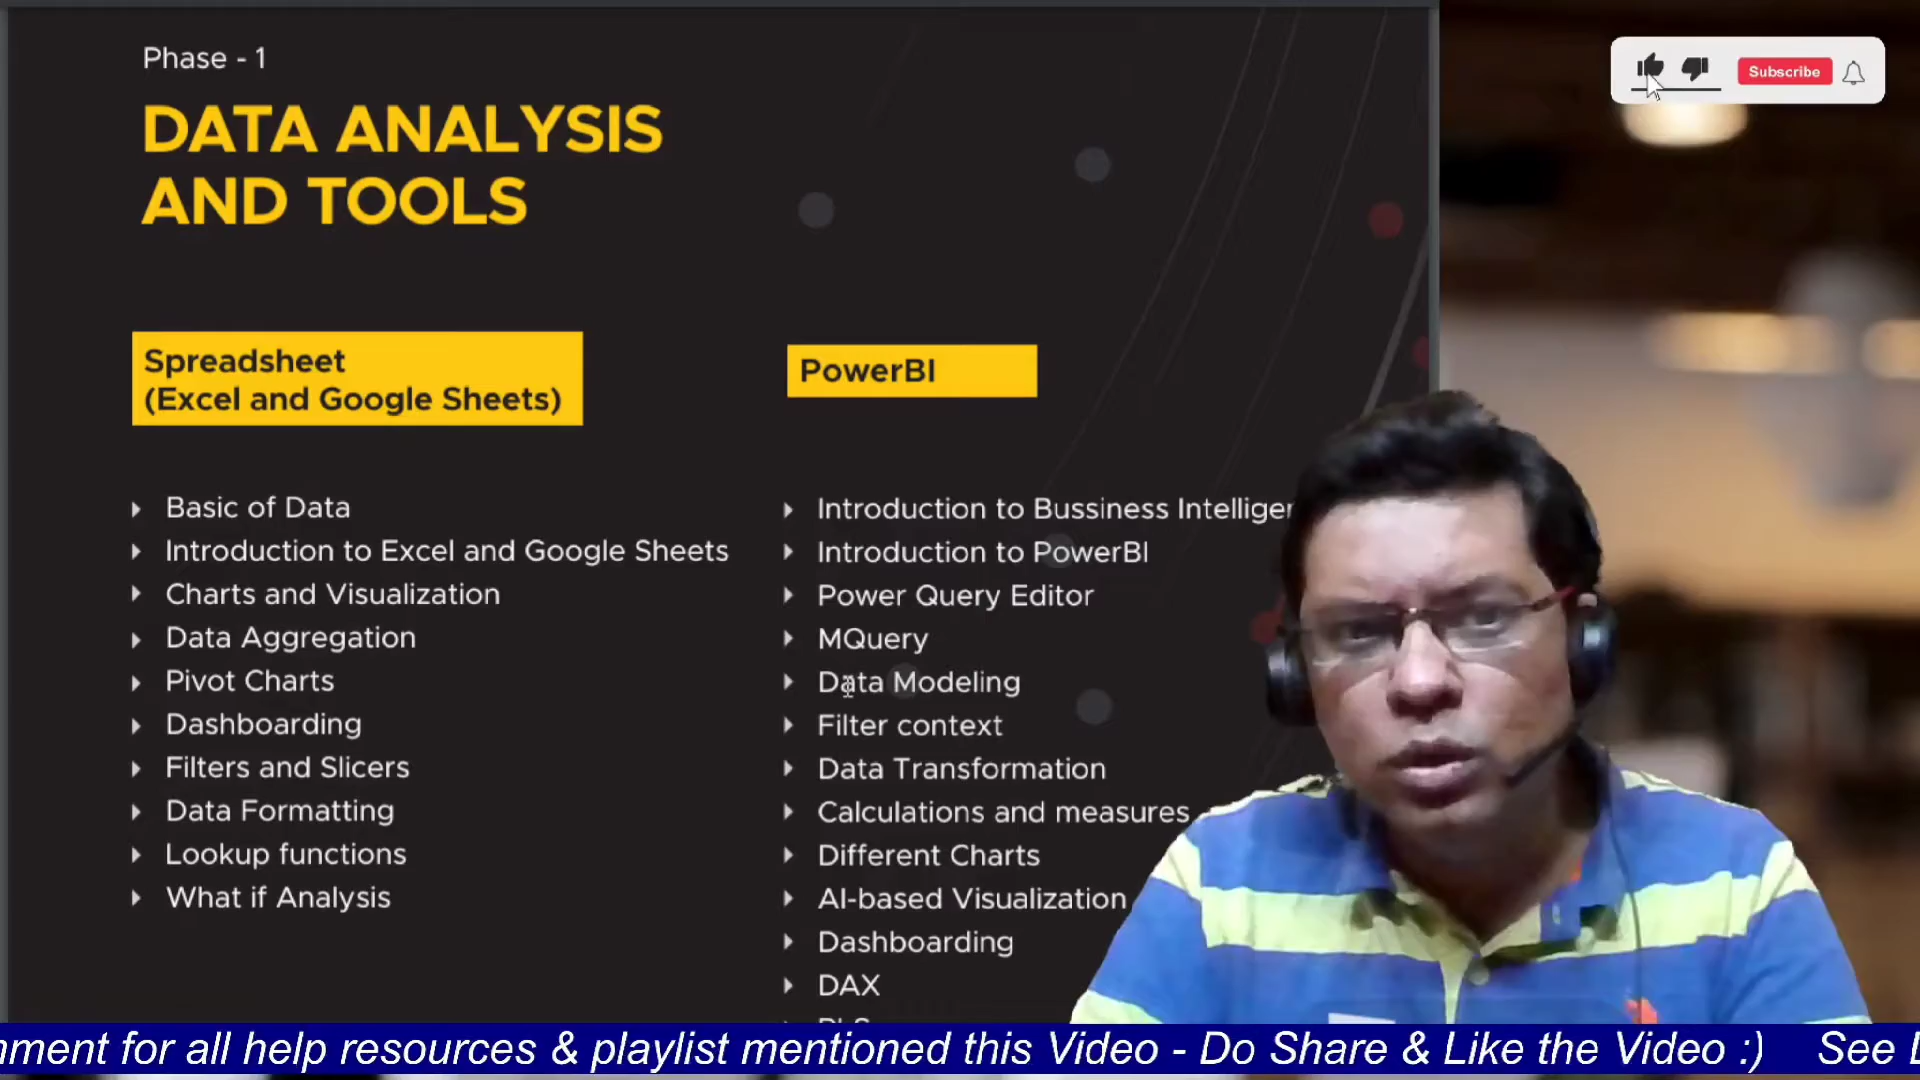 Phase - 1
DATA ANALYSIS
AND TOOLS
Subscribe
Spreadsheet
(Excel and Google Sheets)
Basic of Data
Introduction to Excel and Google Sheets
Charts and Visualization
Data Aggregation
Pivot Charts
Dashboarding
Filters and Slicers
Data Formatting
Lookup functions
What if Analysis
PowerBI
Introduction to Bussiness Intelliger
Introduction to PowerBI
Power Query Editor
MQuery
Data Modeling
Filter context
Data Transformation
Calculations and measures
Different Charts
AI-based Visualization
Dashboarding
DAX
nment for all help resources & playlist mentioned this Video - Do Share & Like the Video :) See